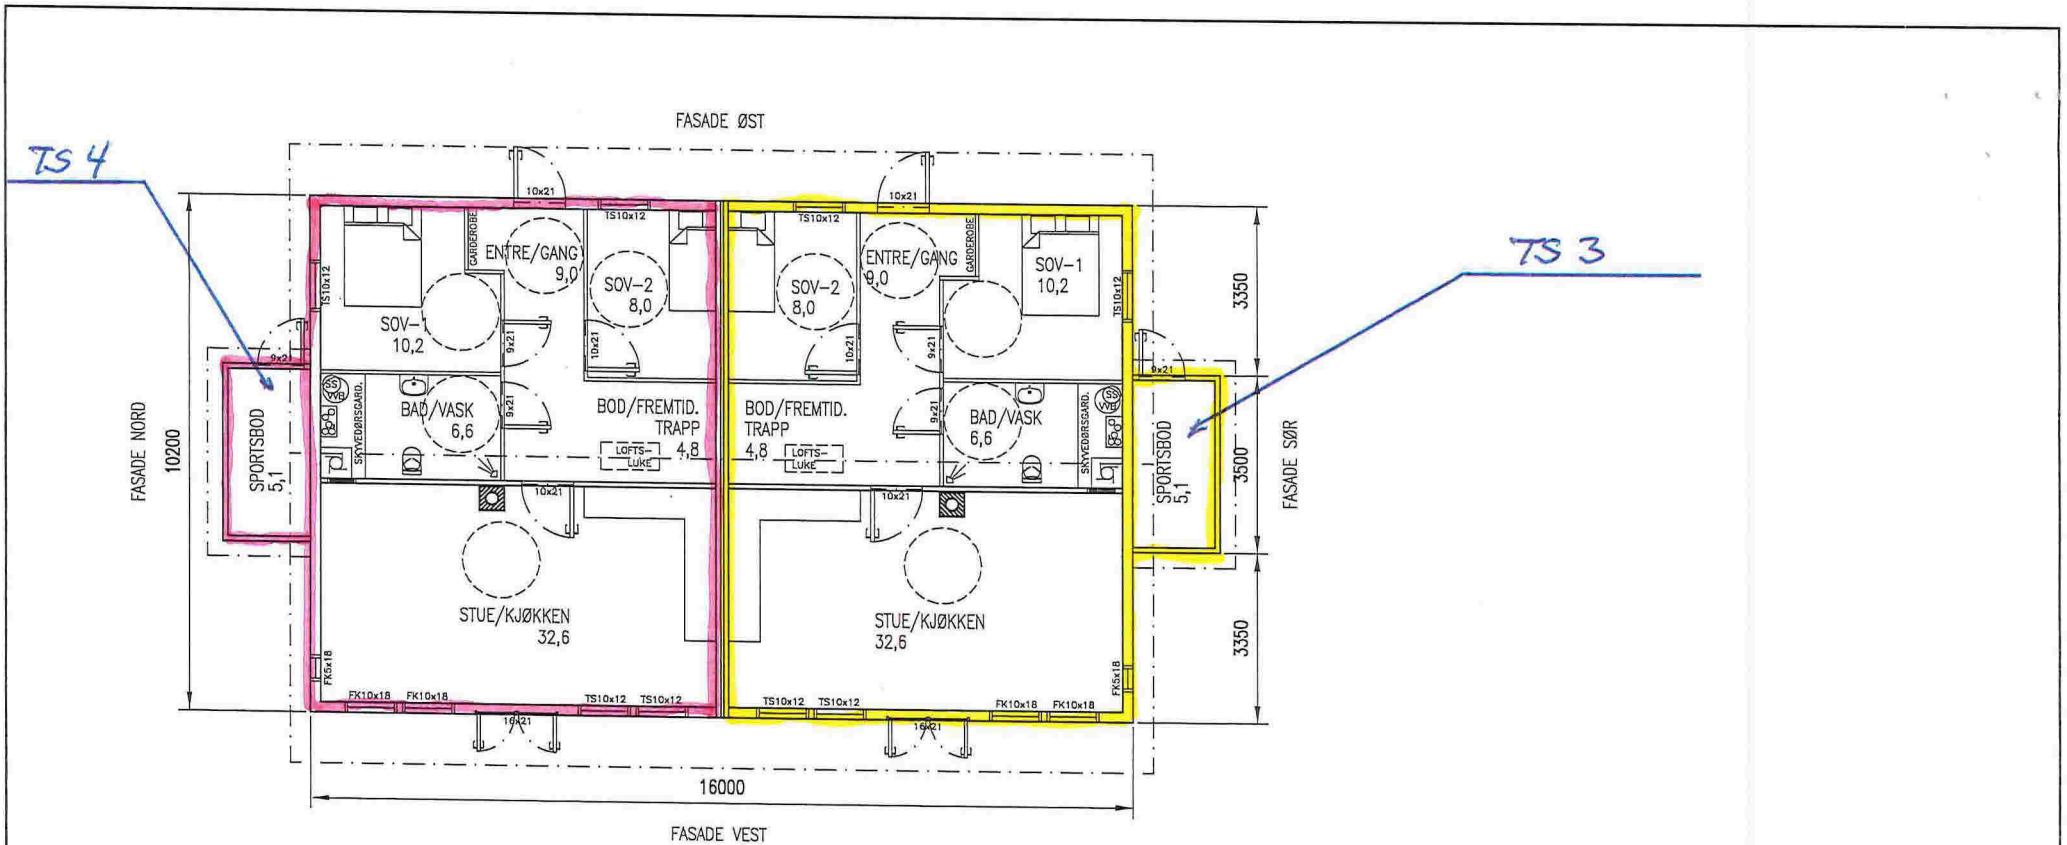 FASADE ØST
TS 4
10x21
10x21
TS10x12
TS10x12
GARDEROBE
ENTRE/GANG
9,0
SOV-2
8,0
SOV-2
8,0
ENTRE/GANG
9,0
GARDEROBE
SOV-1
10,2
TS 3
TS10x12
TS10x12
3350
SOV-1
10,2
9x21
10x21
10x21
9x21
9x21
9x21
FASADE NORD
10200
SPORTSBOD
5,1
SS
VVB
SKYVEDØRSGARD.
BAD/VASK
6,6
9x21
BOD/FREMTID.
TRAPP
4,8
LOFTS-
LUKE
BOD/FREMTID.
TRAPP
4,8
LOFTS-
LUKE
9x21
BAD/VASK
6,6
SKYVEDØRSGARD.
SS
VVB
SPORTSBOD
5,1
3500
FASADE SØR
10x21
10x21
STUE/KJØKKEN
32,6
STUE/KJØKKEN
32,6
3350
FK5x18
FK5x18
FK10x18
FK10x18
TS10x12
TS10x12
TS10x12
TS10x12
FK10x18
FK10x18
16x21
16x21
16000
FASADE VEST